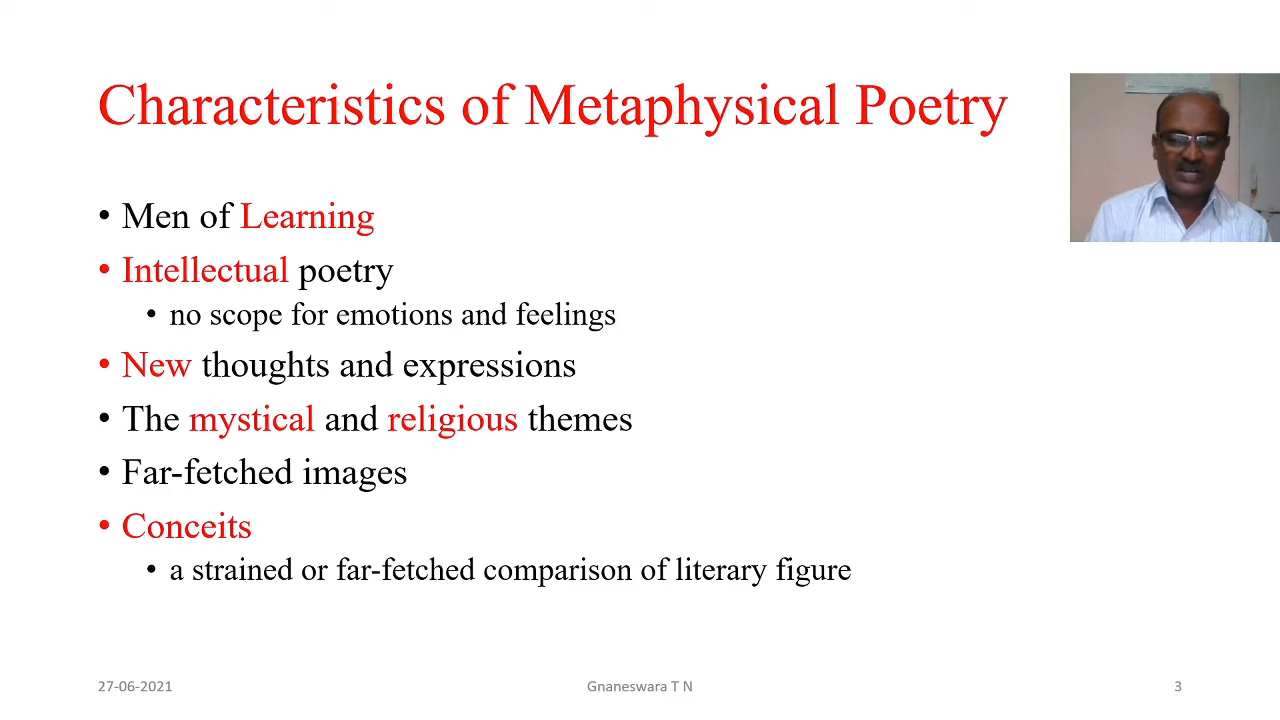 Characteristics of Metaphysical Poetry
• Men of Learning
• Intellectual poetry
• no scope for emotions and feelings
• New thoughts and expressions
• The mystical and religious themes
• Far-fetched images
• Conceits
• a strained or far-fetched comparison of literary figure
27-06-2021
Gnaneswara T N
3